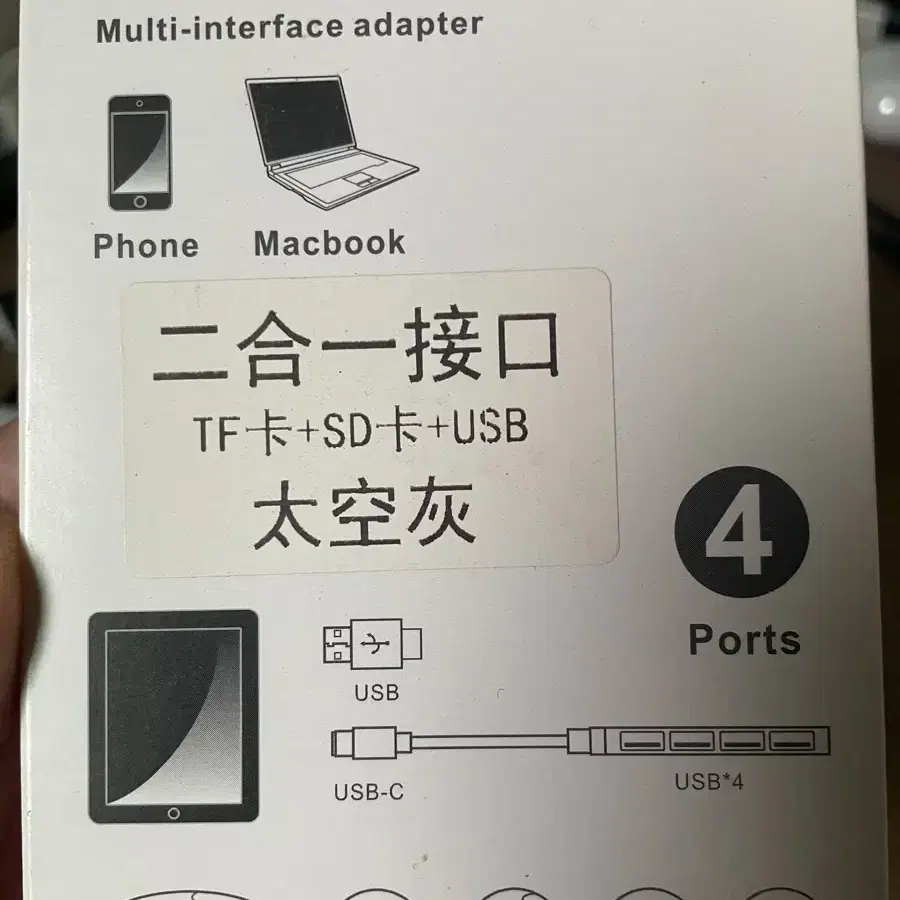 Multi-interface adapter
Phone
Macbook
二合一接口
TF卡+SD卡+USB
太空灰
4
Ports
USB
USB-C
USB*4